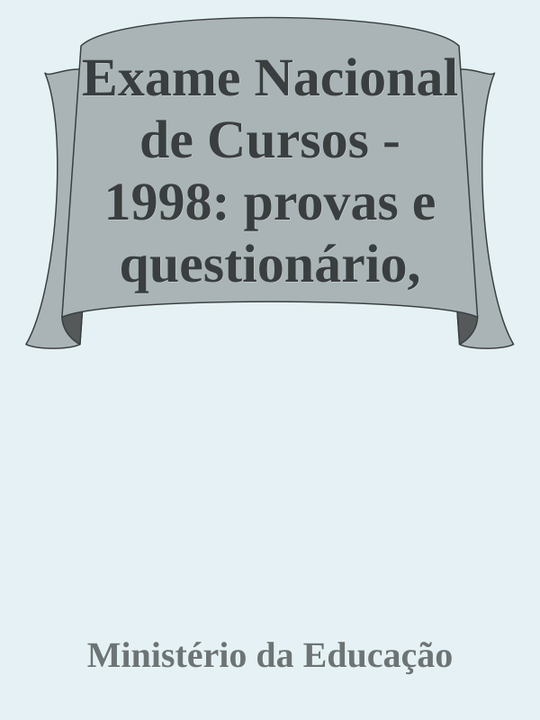 Exame Nacional
de Cursos -
1998: provas e
questionário,
Ministério da Educação